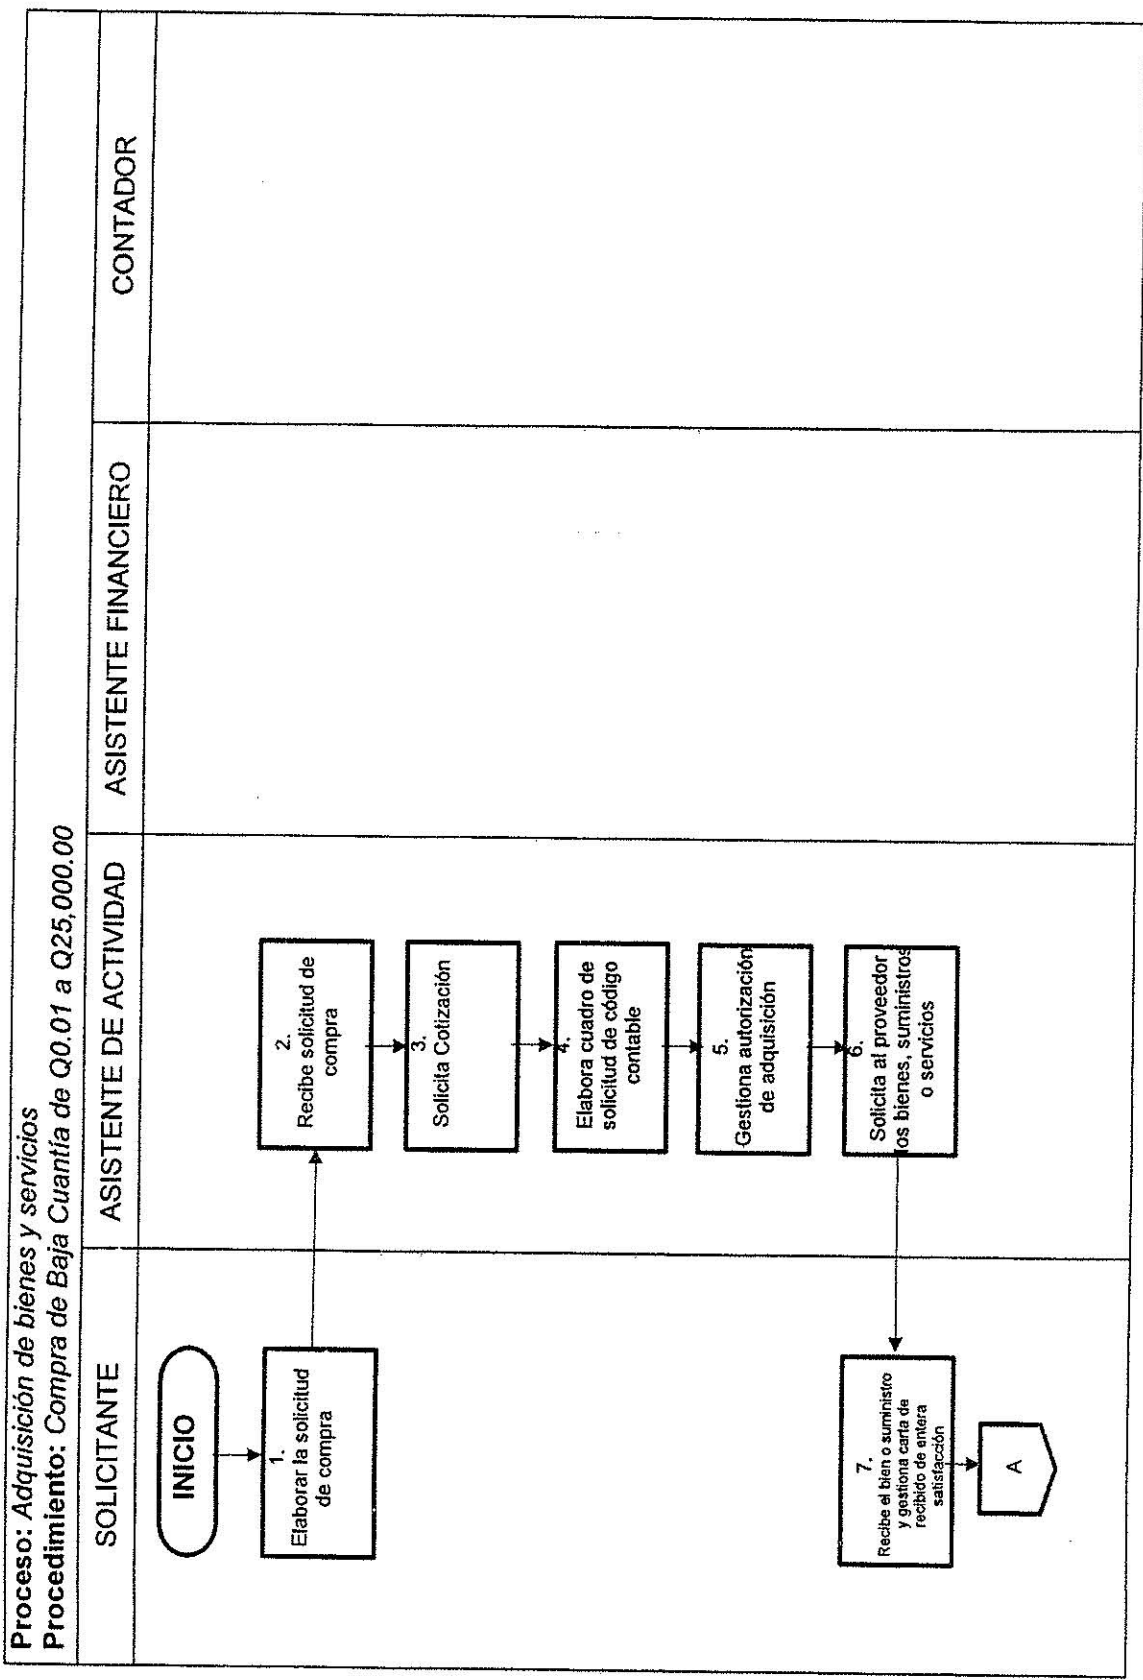 Proceso: Adquisición de bienes y servicios
Procedimiento: Compra de Baja Cuantía de Q0.01 a Q25,000.00
SOLICITANTE
ASISTENTE DE ACTIVIDAD
ASISTENTE FINANCIERO
CONTADOR
INICIO
1.
Elaborar la solicitud
de compra
2.
Recibe solicitud de
compra
3.
Solicita Cotización
4.
Elabora cuadro de
solicitud de código
contable
5.
Gestiona autorización
de adquisición
6.
Solicita al proveedor
los bienes, suministros
o servicios
7.
Recibe el bien o suministro
y gestiona carta de
recibido de entera
satisfacción
A